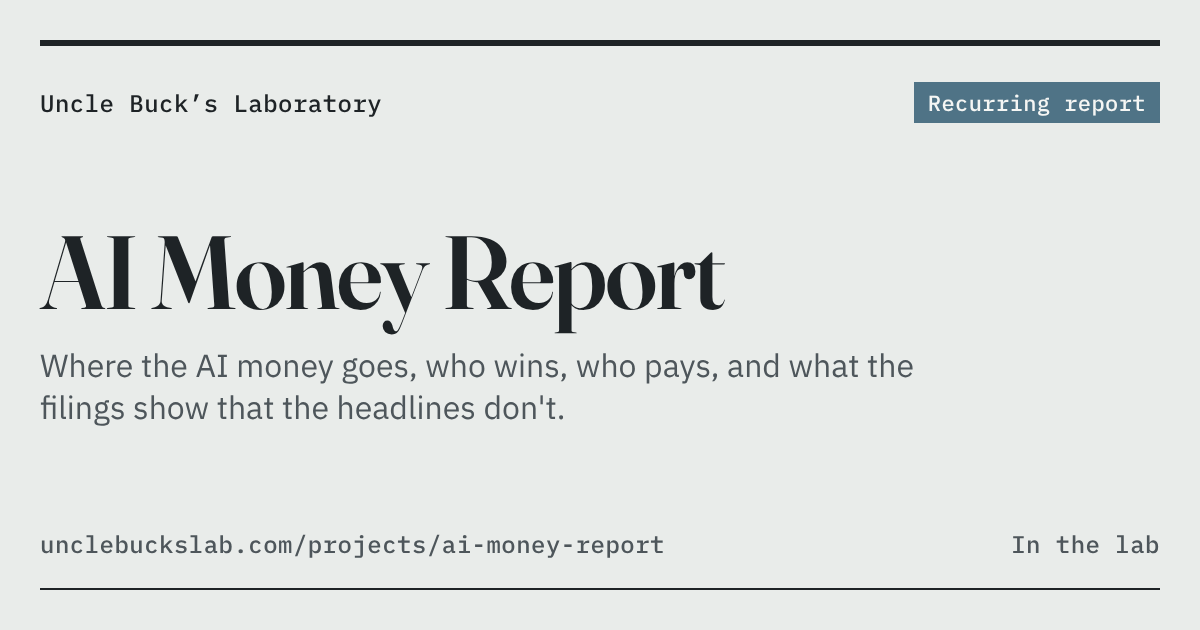 Uncle Buck’s Laboratory
Recurring report
AI Money Report
Where the AI money goes, who wins, who pays, and what the
filings show that the headlines don't.
unclebuckslab.com/projects/ai-money-report
In the lab